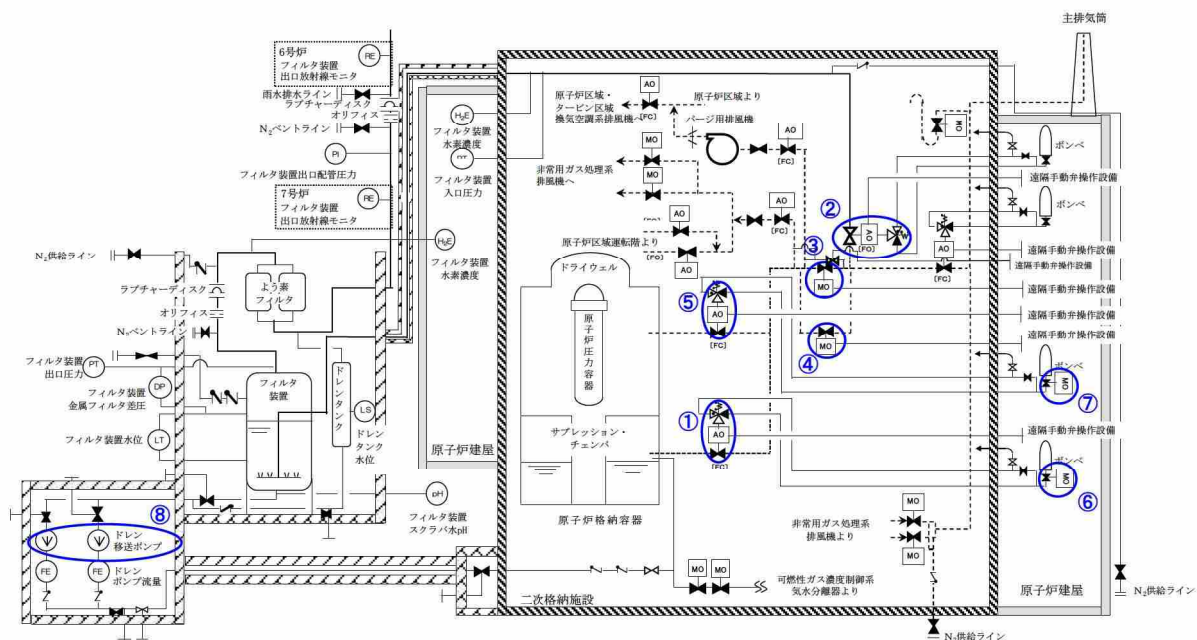 6号炉
フィルタ装置
出口放射線モニタ
RE
雨水排水ライン
ラプチャーディスク
オリフィス
N₂ベントライン
PI
フィルタ装置出口配管圧力
7号炉
フィルタ装置
出口放射線モニタ
RE
H₂E
フィルタ装置
水素濃度
フィルタ装置
入口圧力
H₂E
フィルタ装置
水素濃度
N₂供給ライン
ラプチャーディスク
よう素
フィルタ
オリフィス
N₂ベントライン
PT
フィルタ装置
出口圧力
DP
フィルタ装置
金属フィルタ差圧
フィルタ装置水位
LT
フィルタ
装置
ドレンタンク
LS
ドレン
タンク
水位
pH
フィルタ装置
スクラバ水pH
⑧
ドレン
移送ポンプ
FE
FE
ドレン
ポンプ流量
原子炉建屋
二次格納施設
原子炉区域・
タービン区域
換気空調系排風機へ
AO
[FC]
原子炉区域より
パージ用排風機
AO
[FC]
MO
非常用ガス処理系
排風機へ
MO
AO
AO
[FC]
原子炉区域運転階より
AO
ドライウェル
原子炉圧力容器
サプレッション・
チェンバ
原子炉格納容器
②
AO
[FO]
③
MO
④
MO
⑤
AO
[FC]
①
AO
[FC]
MO
AO
[FC]
主排気筒
ボンベ
遠隔手動弁操作設備
ボンベ
遠隔手動弁操作設備
遠隔手動弁操作設備
遠隔手動弁操作設備
遠隔手動弁操作設備
遠隔手動弁操作設備
ボンベ
MO
⑦
遠隔手動弁操作設備
ボンベ
MO
⑥
MO
非常用ガス処理系
排風機より
MO
MO
MO
可燃性ガス濃度制御系
気水分離器より
原子炉建屋
N₂供給ライン
N₂供給ライン